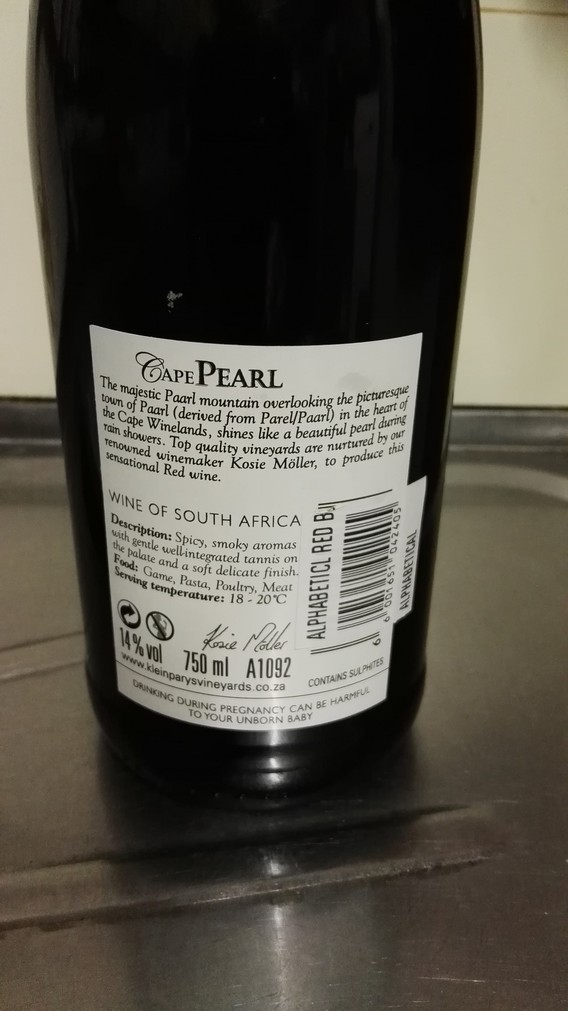 CAPE PEARL
The majestic Paarl mountain overlooking the picturesque
town of Paarl (derived from Parel/Paarl) in the heart of
the Cape Winelands, shines like a beautiful pearl during
rain showers. Top quality vineyards are nurtured by our
renowned winemaker Kosie Möller, to produce this
sensational Red wine.
WINE OF SOUTH AFRICA
Description: Spicy, smoky aromas
with gentle well-integrated tannis on
the palate and a soft delicate finish.
Food: Game, Pasta, Poultry, Meat
Serving temperature: 18 - 20°C
Kosie Möller
14% vol 750 ml A1092
www.kleinparysvineyards.co.za
CONTAINS SULPHITES
DRINKING DURING PREGNANCY CAN BE HARMFUL
TO YOUR UNBORN BABY
ALPHABETICL RED B
6 001651 042405
ALPHABETICAL